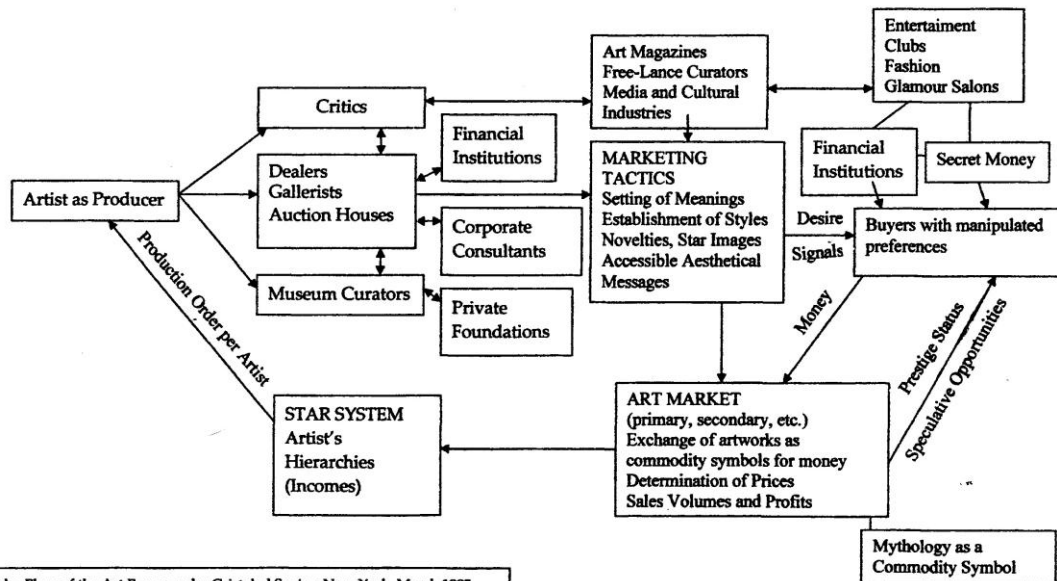 Entertaiment
Clubs
Fashion
Glamour Salons
Art Magazines
Free-Lance Curators
Media and Cultural
Industries
Critics
Financial
Institutions
Dealers
Gallerists
Auction Houses
Artist as Producer
Corporate
Consultants
Museum Curators
Private
Foundations
MARKETING
TACTICS
Setting of Meanings
Establishment of Styles
Novelties, Star Images
Accessible Aesthetical
Messages
Financial
Institutions
Secret Money
Desire
Signals
Buyers with manipulated
preferences
Money
Prestige Status
Speculative Opportunities
Production Order per Artist
STAR SYSTEM
Artist's
Hierarchies
(Incomes)
ART MARKET
(primary, secondary, etc.)
Exchange of artworks as
commodity symbols for money
Determination of Prices
Sales Volumes and Profits
Mythology as a
Commodity Symbol